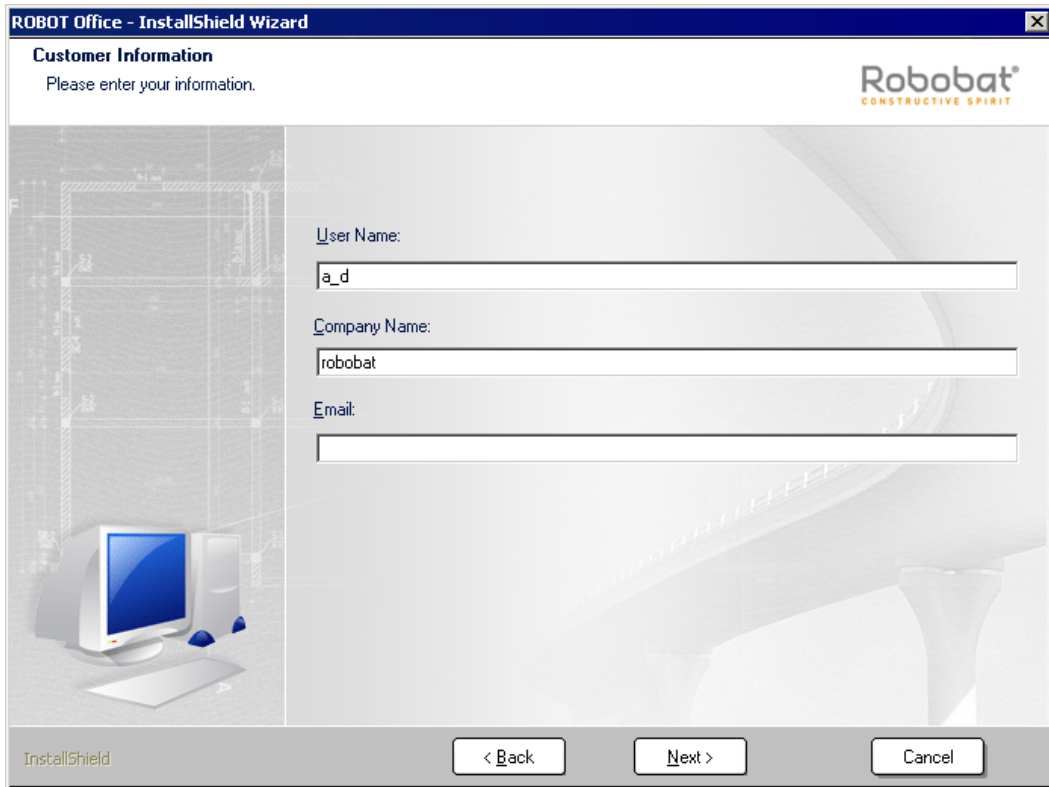 ROBOT Office - InstallShield Wizard
Customer Information
Please enter your information.
Robobat®
CONSTRUCTIVE SPIRIT
User Name:
a_d
Company Name:
robobat
Email:
InstallShield
< Back
Next >
Cancel